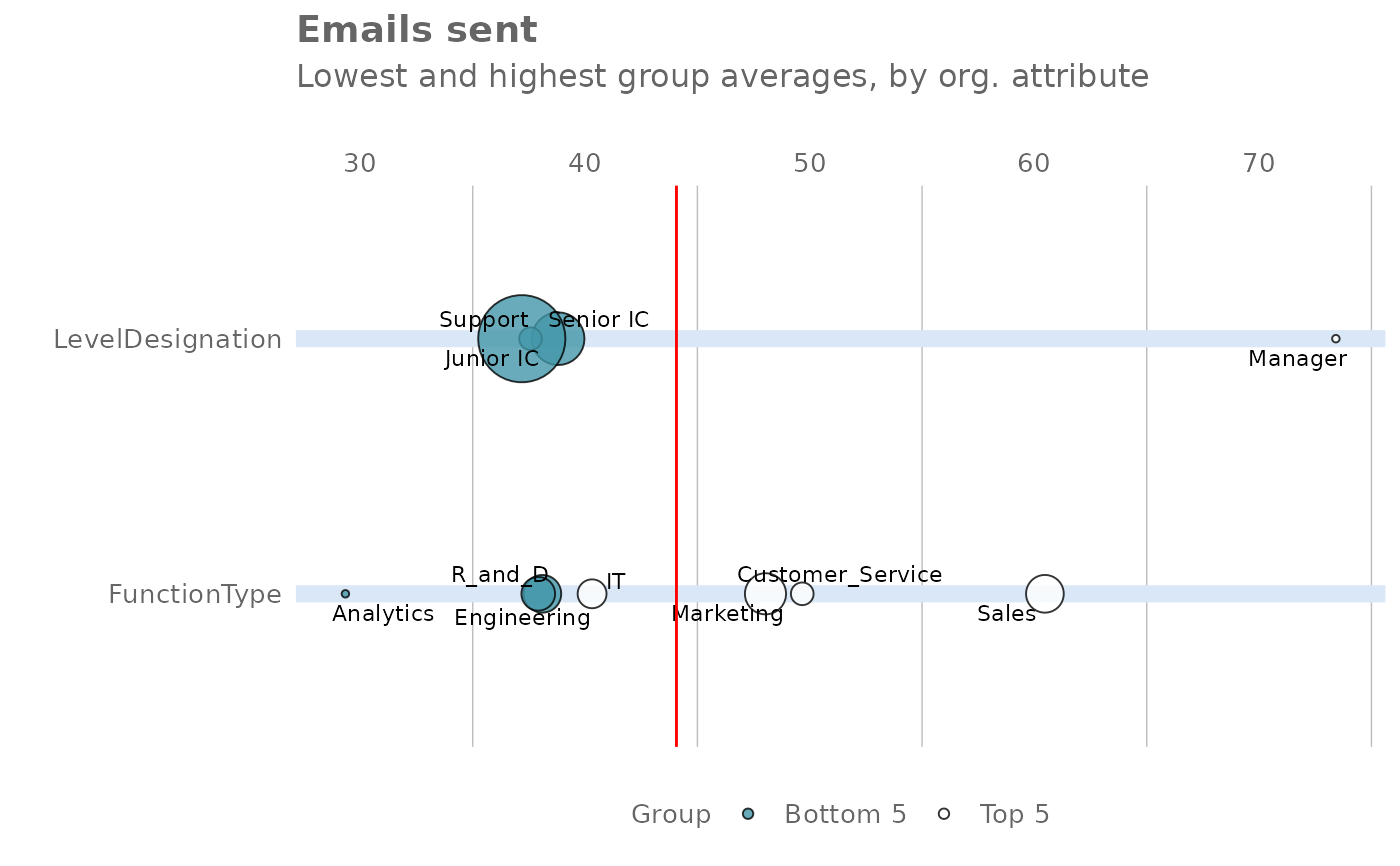 Emails sent
Lowest and highest group averages, by org. attribute
30 40 50 60 70
Support Senior IC
LevelDesignation
Junior IC Manager
R_and_D IT Customer_Service
FunctionType
Analytics Engineering Marketing Sales
Group Bottom 5 Top 5